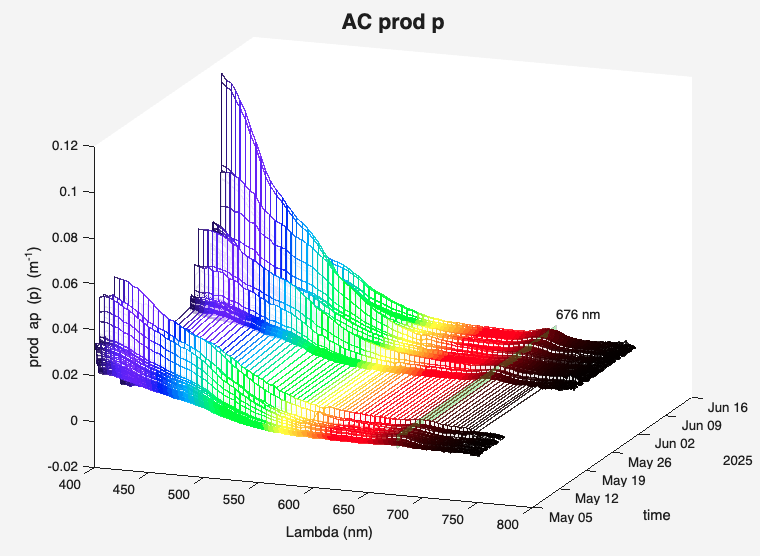 AC prod p
0.12
0.1
0.08
0.06
0.04
0.02
0
-0.02
prod ap (p) (m⁻¹)
676 nm
400
450
500
550
600
650
700
750
800
Lambda (nm)
May 05
May 12
May 19
May 26
Jun 02
Jun 09
Jun 16
2025
time